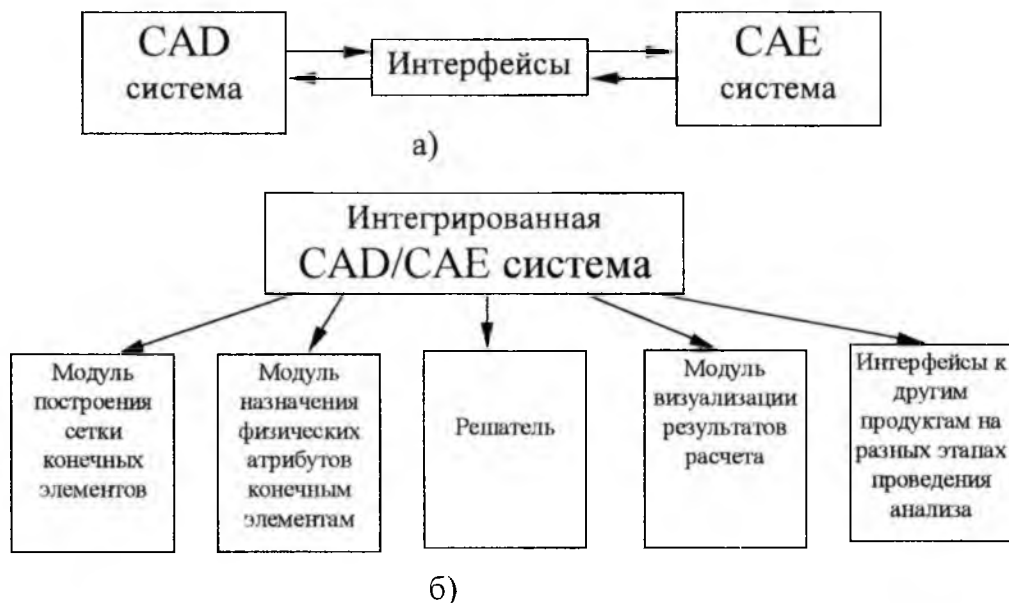 CAD
система
Интерфейсы
CAE
система
а)
Интегрированная
CAD/CAE система
Модуль
построения
сетки
конечных
элементов
Модуль
назначения
физических
атрибутов
конечным
элементам
Решатель
Модуль
визуализации
результатов
расчета
Интерфейсы к
другим
продуктам на
разных этапах
проведения
анализа
б)